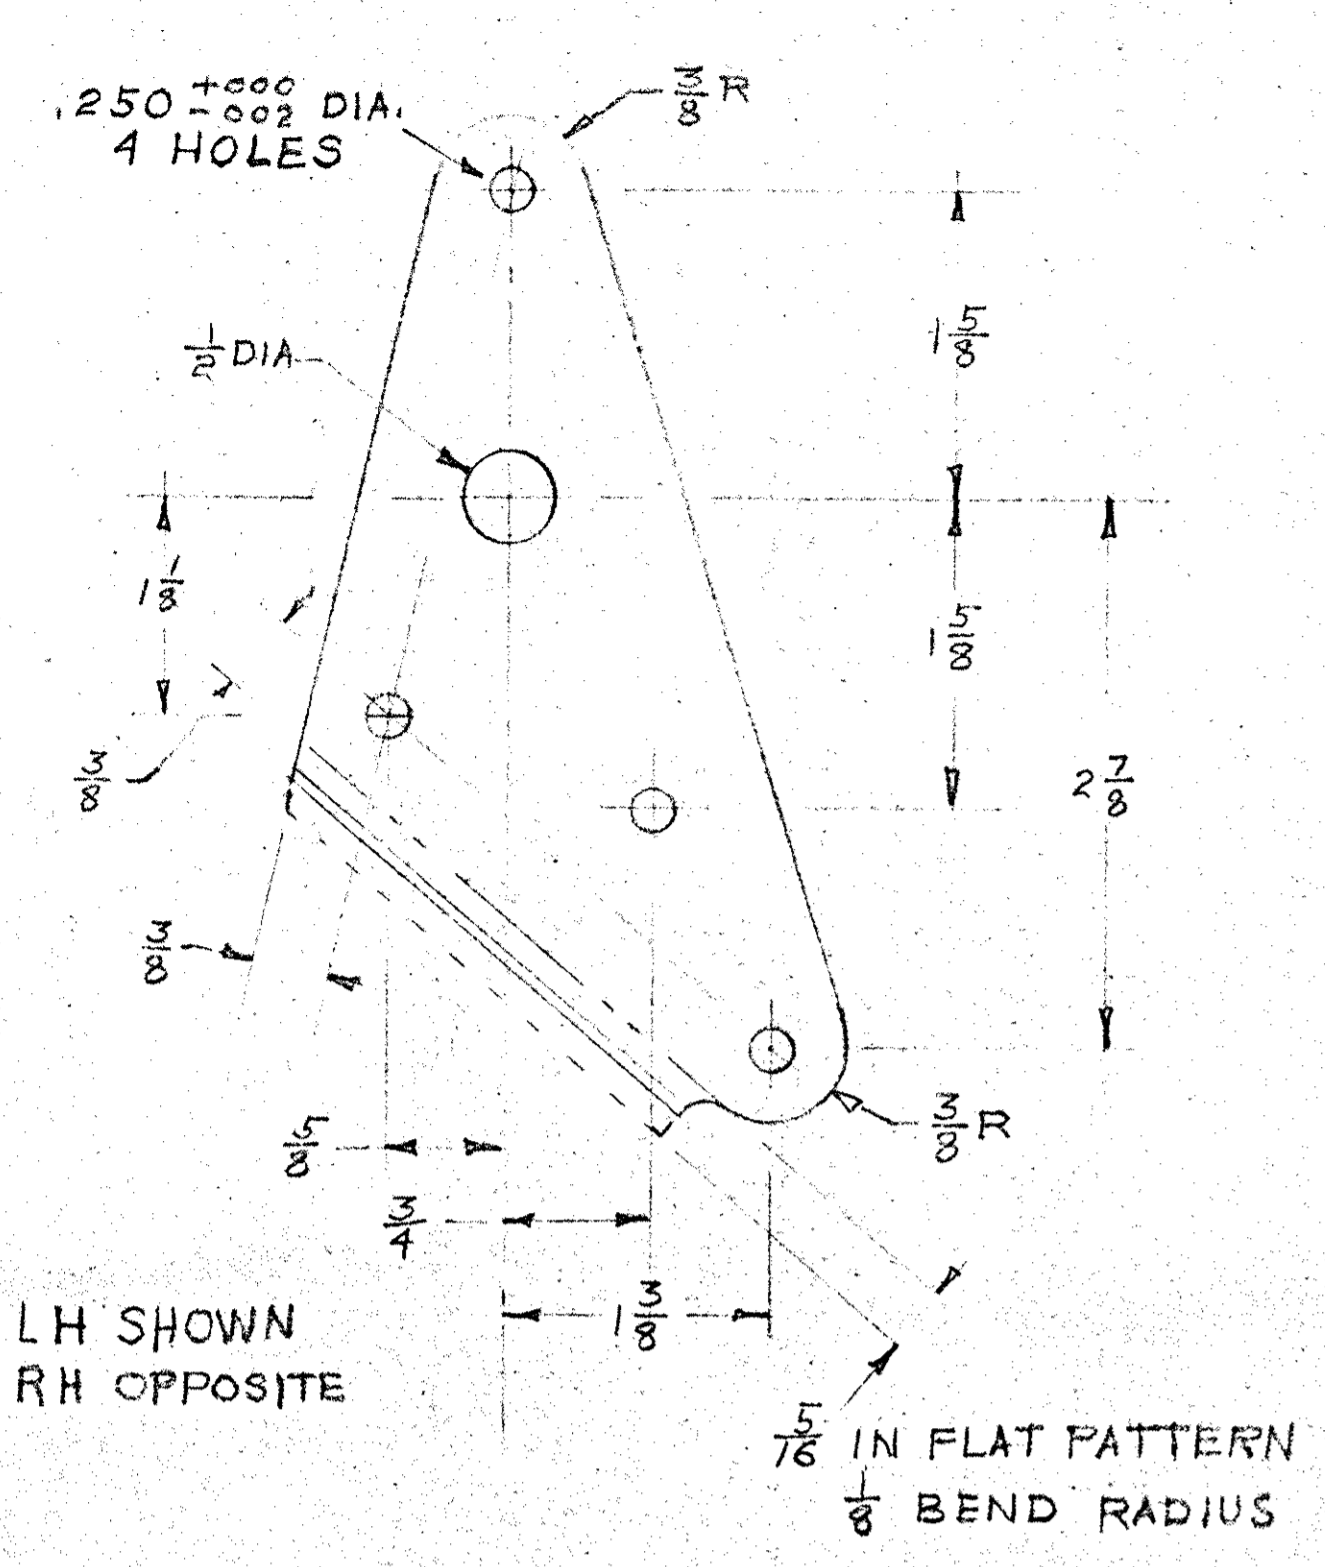 .250 +000 -002 DIA.
4 HOLES
3/8 R
1 5/8
1/2 DIA
1 1/8
1 5/8
2 7/8
3/8
3/8
3/8 R
5/8
3/4
1 3/8
LH SHOWN
RH OPPOSITE
5/16 IN FLAT PATTERN
1/8 BEND RADIUS